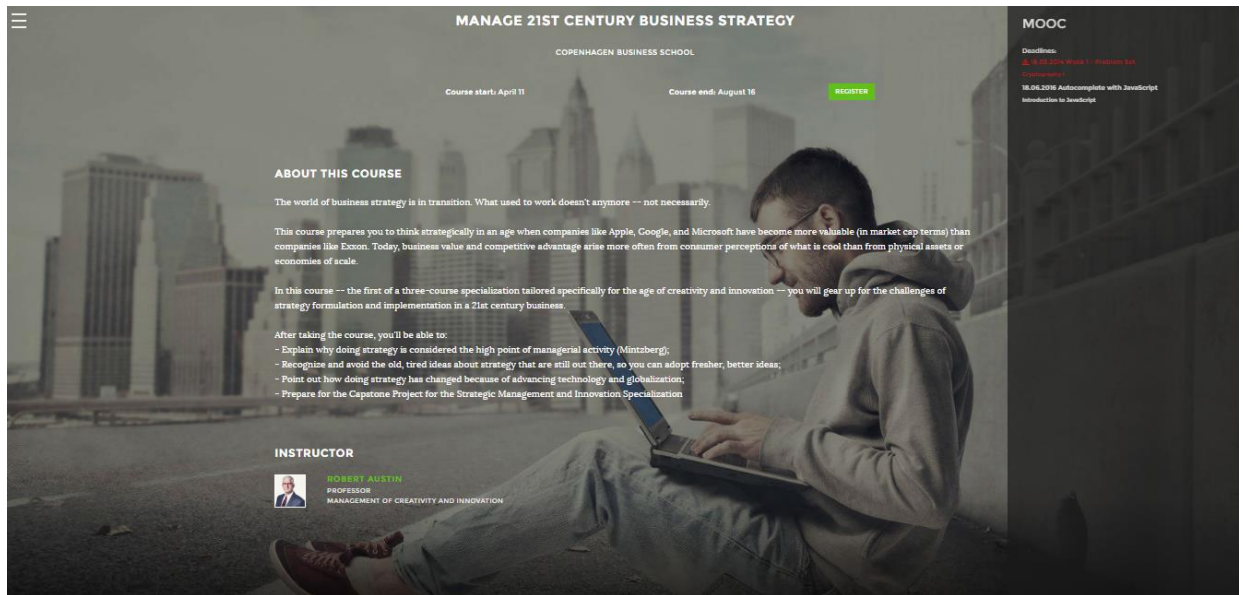 MANAGE 21ST CENTURY BUSINESS STRATEGY
COPENHAGEN BUSINESS SCHOOL
Course start: April 11
Course end: August 16
REGISTER
ABOUT THIS COURSE
The world of business strategy is in transition. What used to work doesn't anymore -- not necessarily.
This course prepares you to think strategically in an age when companies like Apple, Google, and Microsoft have become more valuable (in market cap terms) than
companies like Exxon. Today, business value and competitive advantage arise more often from consumer perceptions of what is cool than from physical assets or
economies of scale.
In this course -- the first of a three-course specialization tailored specifically for the age of creativity and innovation -- you will gear up for the challenges of
strategy formulation and implementation in a 21st century business.
After taking the course, you'll be able to:
- Explain why doing strategy is considered the high point of managerial activity (Mintzberg);
- Recognize and avoid the old, tired ideas about strategy that are still out there, so you can adopt fresher, better ideas;
- Point out how doing strategy has changed because of advancing technology and globalization;
- Prepare for the Capstone Project for the Strategic Management and Innovation Specialization
INSTRUCTOR
ROBERT AUSTIN
PROFESSOR
MANAGEMENT OF CREATIVITY AND INNOVATION
MOOC
Deadlines:
18.05.2016 Week 1 - Problem Set
Cryptography I
18.06.2016 Autocomplete with JavaScript
Introduction to JavaScript